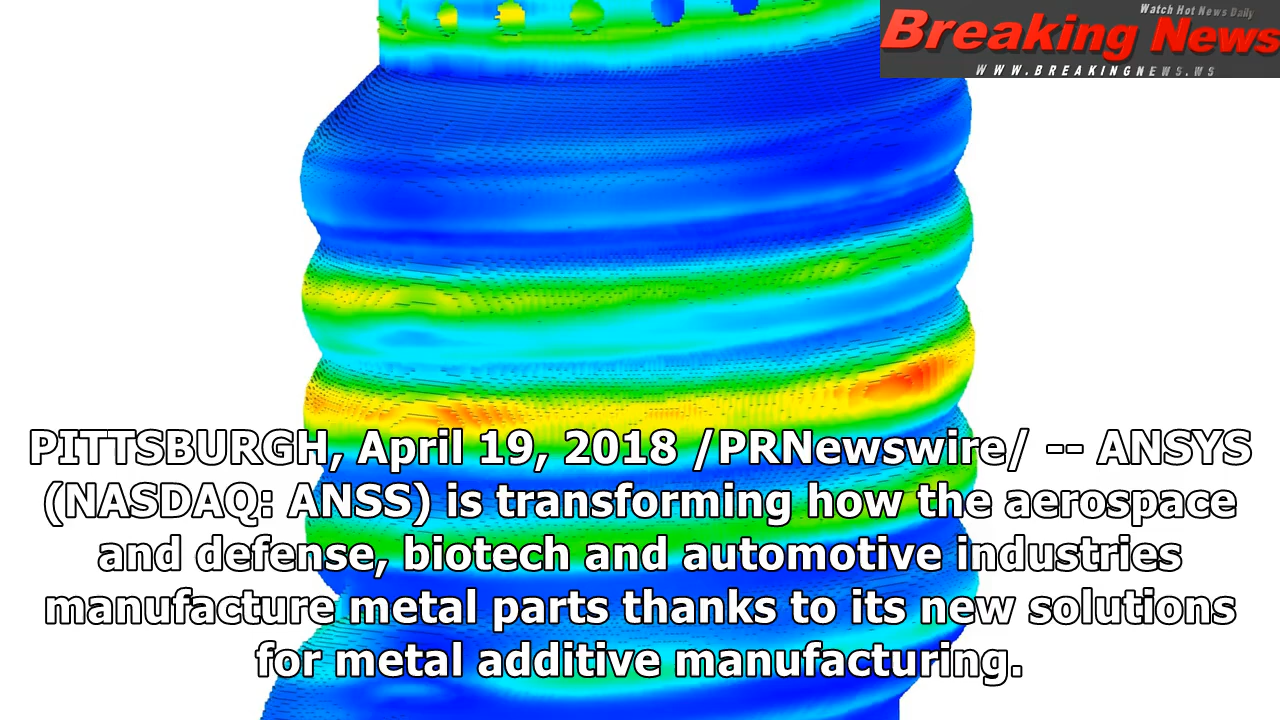 Watch Hot News Daily
Breaking News
WWW.BREAKINGNEWS.WS
PITTSBURGH, April 19, 2018 /PRNewswire/ -- ANSYS
(NASDAQ: ANSS) is transforming how the aerospace
and defense, biotech and automotive industries
manufacture metal parts thanks to its new solutions
for metal additive manufacturing.